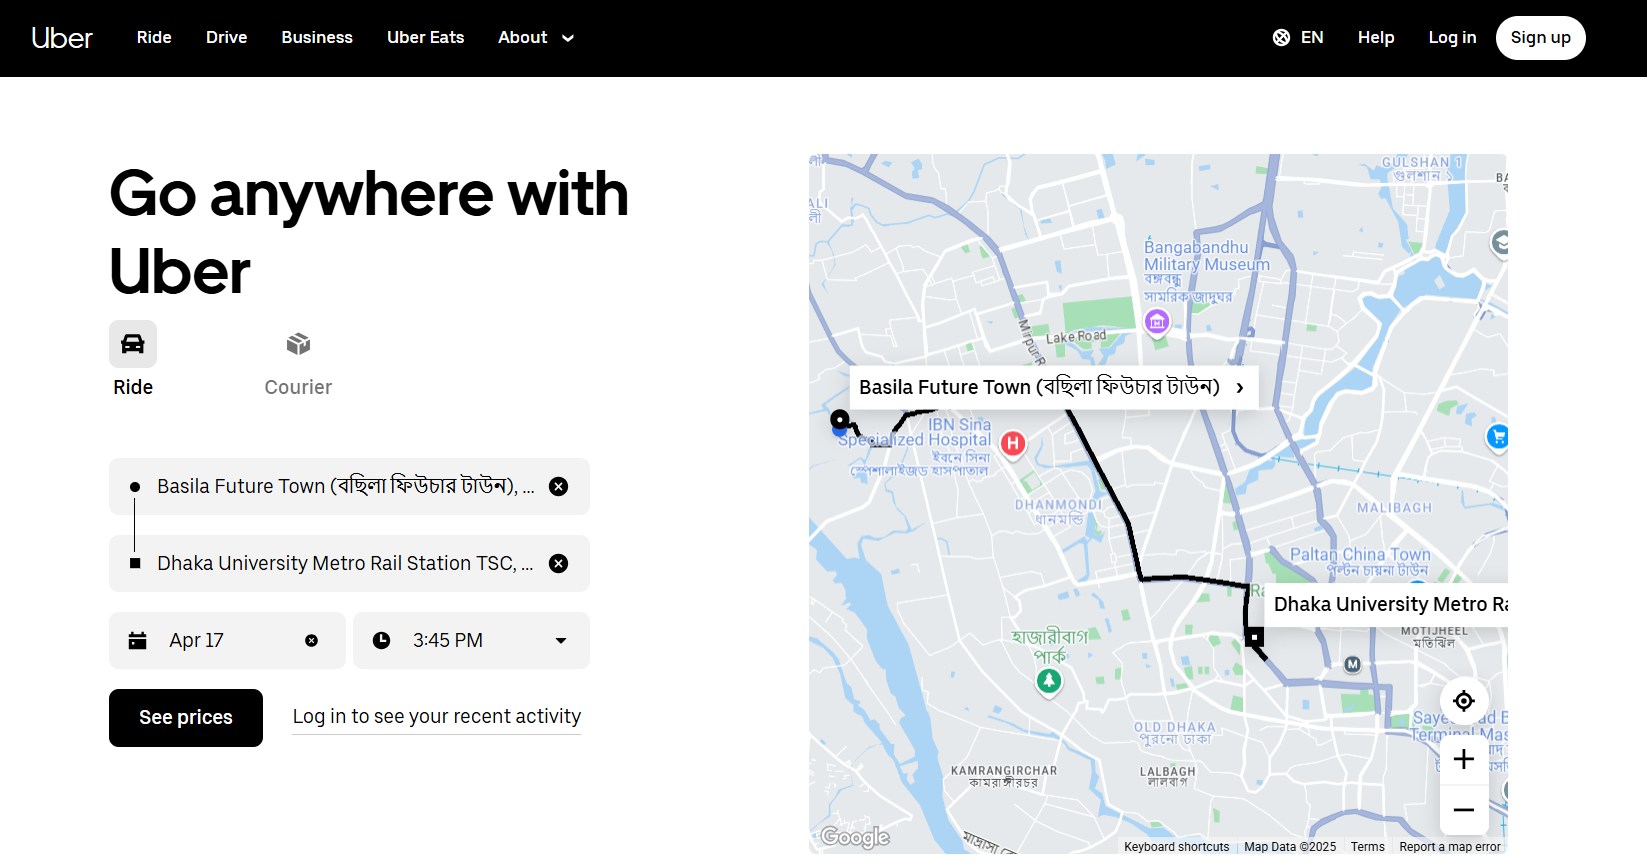 Uber
Ride
Drive
Business
Uber Eats
About
EN
Help
Log in
Sign up
Go anywhere with
Uber
Ride
Courier
Basila Future Town (বছিলা ফিউচার টাউন), ...
Dhaka University Metro Rail Station TSC, ...
Apr 17
3:45 PM
See prices
Log in to see your recent activity
GULSHAN 1
গুলশান ১
Bangabandhu
Military Museum
বঙ্গবন্ধু
সামরিক জাদুঘর
Lake Road
Mirpur R
Basila Future Town (বছিলা ফিউচার টাউন)
IBN Sina
Specialized Hospital
ইবনে সিনা
স্পেশালাইজড হাসপাতাল
H
DHANMONDI
ধানমন্ডি
MALIBAGH
Paltan China Town
পল্টন চায়না টাউন
Dhaka University Metro Ra
MOTIJHEEL
মতিঝিল
হাজারীবাগ
পার্ক
M
OLD DHAKA
পুরনো ঢাকা
KAMRANGIRCHAR
কামরাঙ্গীরচর
LALBAGH
লালবাগ
Google
Keyboard shortcuts
Map Data ©2025
Terms
Report a map error